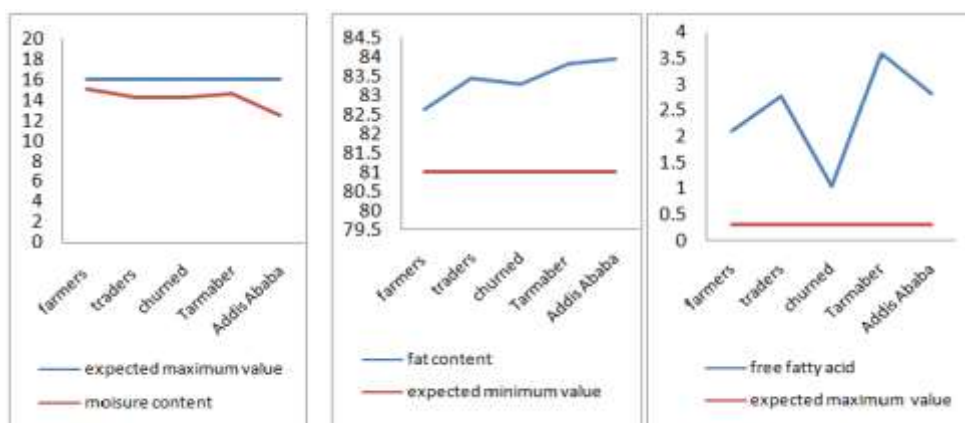 20
18
16
14
12
10
8
6
4
2
0
farmers
traders
churned
Tarmaber
Addis Ababa
expected maximum value
moisure content
84.5
84
83.5
83
82.5
82
81.5
81
80.5
80
79.5
farmers
traders
churned
Tarmaber
Addis Ababa
fat content
expected minimum value
4
3.5
3
2.5
2
1.5
1
0.5
0
farmers
traders
churned
Tarmaber
Addis Ababa
free fatty acid
expected maximum value